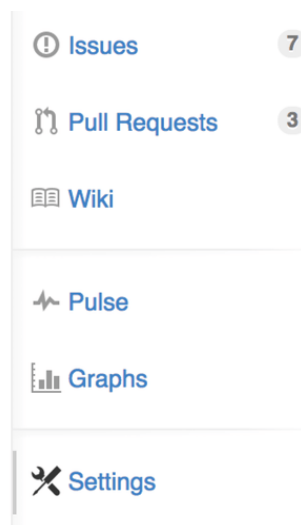 Issues 7
Pull Requests 3
Wiki
Pulse
Graphs
Settings